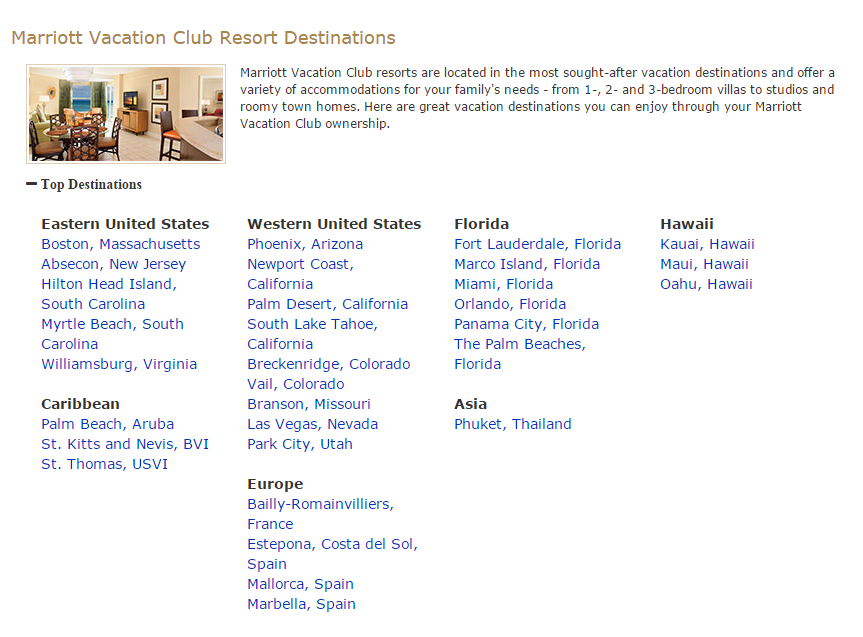 Marriott Vacation Club Resort Destinations
Marriott Vacation Club resorts are located in the most sought-after vacation destinations and offer a
variety of accommodations for your family's needs - from 1-, 2- and 3-bedroom villas to studios and
roomy town homes. Here are great vacation destinations you can enjoy through your Marriott
Vacation Club ownership.
Top Destinations
Eastern United States
Boston, Massachusetts
Absecon, New Jersey
Hilton Head Island,
South Carolina
Myrtle Beach, South
Carolina
Williamsburg, Virginia
Caribbean
Palm Beach, Aruba
St. Kitts and Nevis, BVI
St. Thomas, USVI
Western United States
Phoenix, Arizona
Newport Coast,
California
Palm Desert, California
South Lake Tahoe,
California
Breckenridge, Colorado
Vail, Colorado
Branson, Missouri
Las Vegas, Nevada
Park City, Utah
Europe
Bailly-Romainvilliers,
France
Estepona, Costa del Sol,
Spain
Mallorca, Spain
Marbella, Spain
Florida
Fort Lauderdale, Florida
Marco Island, Florida
Miami, Florida
Orlando, Florida
Panama City, Florida
The Palm Beaches,
Florida
Asia
Phuket, Thailand
Hawaii
Kauai, Hawaii
Maui, Hawaii
Oahu, Hawaii